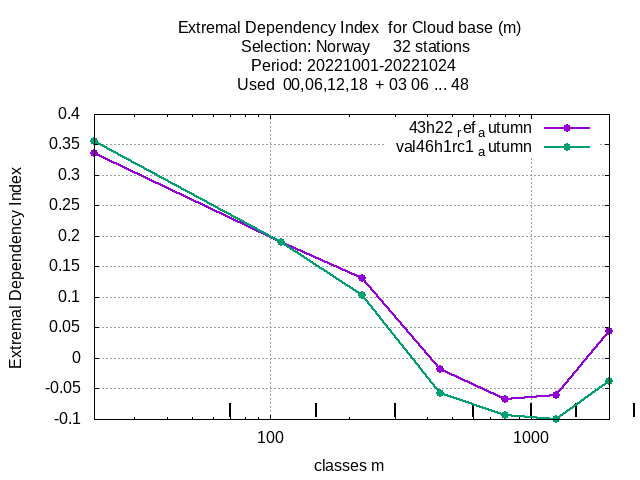 Extremal Dependency Index  for Cloud base (m)
Selection: Norway     32 stations
Period: 20221001-20221024
Used  00,06,12,18  + 03 06 ... 48
43h22 ref a utumn
val46h1rc1 a utumn
Extremal Dependency Index
0.4
0.35
0.3
0.25
0.2
0.15
0.1
0.05
0
-0.05
-0.1
100
1000
classes m